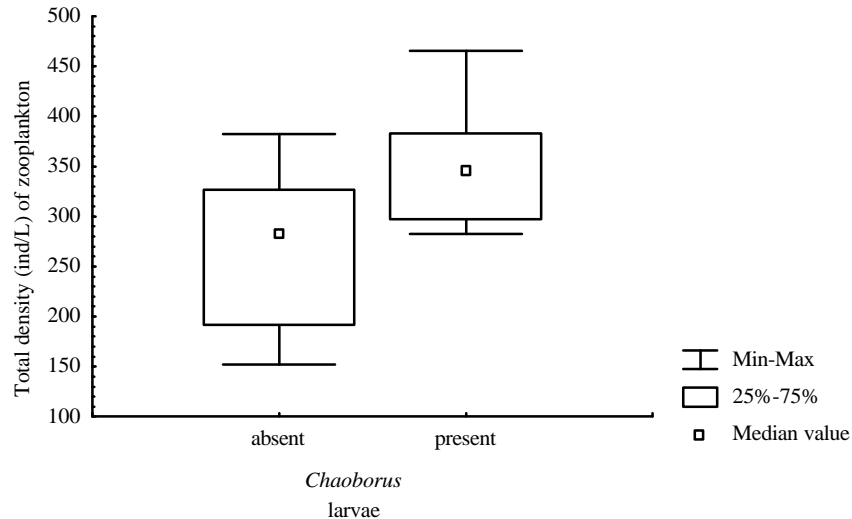 Total density (ind/L) of zooplankton
500
450
400
350
300
250
200
150
100
absent
present
Chaoborus
larvae
Min-Max
25%-75%
Median value